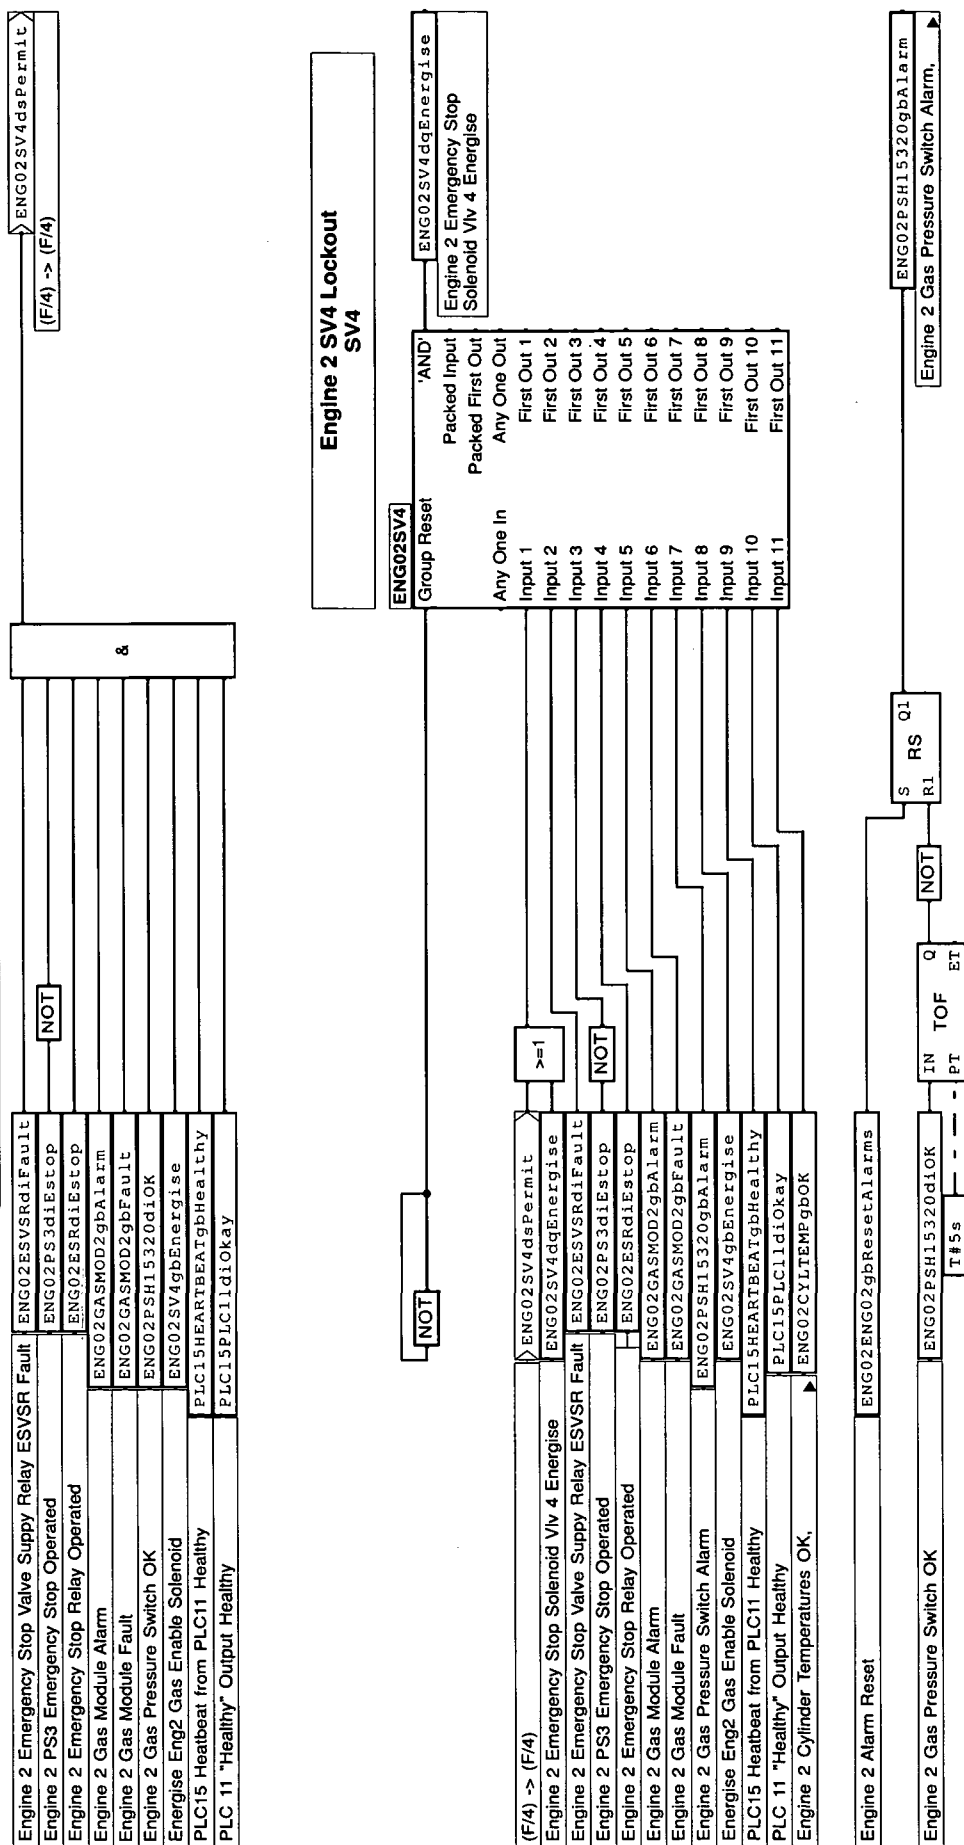 Engine 2 Emergency Stop Valve Suppy Relay ESVSR Fault
ENG02ESVSRdiFault
Engine 2 PS3 Emergency Stop Operated
ENG02PS3diEstop
NOT
Engine 2 Emergency Stop Relay Operated
ENG02ESRdiEstop
Engine 2 Gas Module Alarm
ENG02GASMOD2gbAlarm
Engine 2 Gas Module Fault
ENG02GASMOD2gbFault
Engine 2 Gas Pressure Switch OK
ENG02PSH15320diOK
Energise Eng2 Gas Enable Solenoid
ENG02SV4gbEnergise
PLC15 Heatbeat from PLC11 Healthy
PLC15HEARTBEATgbHealthy
PLC 11 "Healthy" Output Healthy
PLC15PLC11diOkay
&
ENG02SV4dsPermit
(F/4) -> (F/4)
Engine 2 SV4 Lockout
SV4
NOT
ENG02SV4
Group Reset
'AND'
Packed Input
Packed First Out
Any One In
Any One Out
Input 1
First Out 1
Input 2
First Out 2
Input 3
First Out 3
Input 4
First Out 4
Input 5
First Out 5
Input 6
First Out 6
Input 7
First Out 7
Input 8
First Out 8
Input 9
First Out 9
Input 10
First Out 10
Input 11
First Out 11
ENG02SV4dqEnergise
Engine 2 Emergency Stop
Solenoid Vlv 4 Energise
(F/4) -> (F/4)
ENG02SV4dsPermit
>=1
Engine 2 Emergency Stop Solenoid Vlv 4 Energise
ENG02SV4dqEnergise
Engine 2 Emergency Stop Valve Suppy Relay ESVSR Fault
ENG02ESVSRdiFault
Engine 2 PS3 Emergency Stop Operated
ENG02PS3diEstop
NOT
Engine 2 Emergency Stop Relay Operated
ENG02ESRdiEstop
Engine 2 Gas Module Alarm
ENG02GASMOD2gbAlarm
Engine 2 Gas Module Fault
ENG02GASMOD2gbFault
Engine 2 Gas Pressure Switch Alarm
ENG02PSH15320gbAlarm
Energise Eng2 Gas Enable Solenoid
ENG02SV4gbEnergise
PLC15 Heatbeat from PLC11 Healthy
PLC15HEARTBEATgbHealthy
PLC 11 "Healthy" Output Healthy
PLC15PLC11diOkay
Engine 2 Cylinder Temperatures OK,
ENG02CYLTEMPgbOK
Engine 2 Alarm Reset
ENG02ENG02gbResetAlarms
S
Q1
RS
R1
ENG02PSH15320gbAlarm
Engine 2 Gas Pressure Switch Alarm,
Engine 2 Gas Pressure Switch OK
ENG02PSH15320diOK
IN
Q
TOF
PT
ET
NOT
T#5s